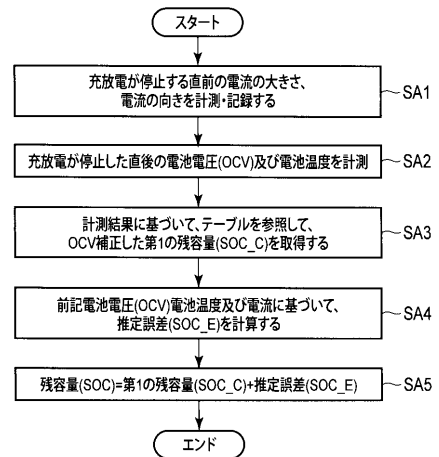 スタート
充放電が停止する直前の電流の大きさ、
電流の向きを計測・記録する
SA1
充放電が停止した直後の電池電圧(OCV)及び電池温度を計測
SA2
計測結果に基づいて、テーブルを参照して、
OCV補正した第1の残容量(SOC_C)を取得する
SA3
前記電池電圧(OCV)電池温度及び電流に基づいて、
推定誤差(SOC_E)を計算する
SA4
残容量(SOC)=第1の残容量(SOC_C)+推定誤差(SOC_E)
SA5
エンド